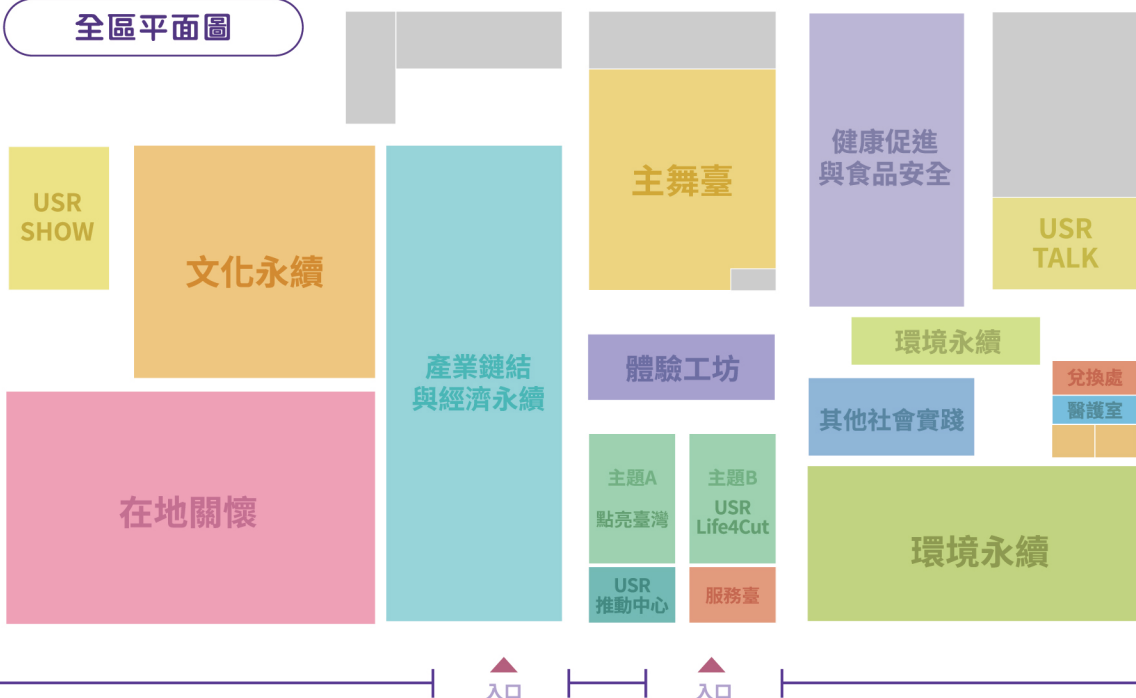 全區平面圖
USR
SHOW
文化永續
在地關懷
產業鏈結
與經濟永續
主舞臺
體驗工坊
主題A
點亮臺灣
主題B
USR
Life4Cut
USR
推動中心
服務臺
健康促進
與食品安全
USR
TALK
環境永續
其他社會實踐
兌換處
醫護室
環境永續
入口
入口